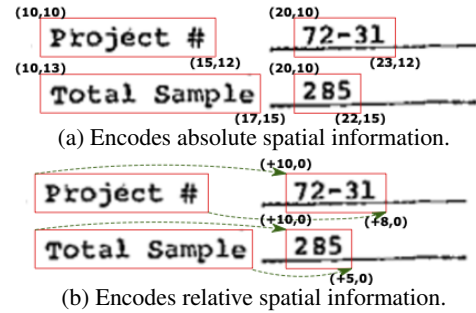 (10,10) (20,10)
Project # 72-31
(15,12) (23,12)
(10,13) (20,10)
Total Sample 285
(17,15) (22,15)
(a) Encodes absolute spatial information.
(+10,0)
Project # 72-31
(+10,0) (+8,0)
Total Sample 285
(+5,0)
(b) Encodes relative spatial information.